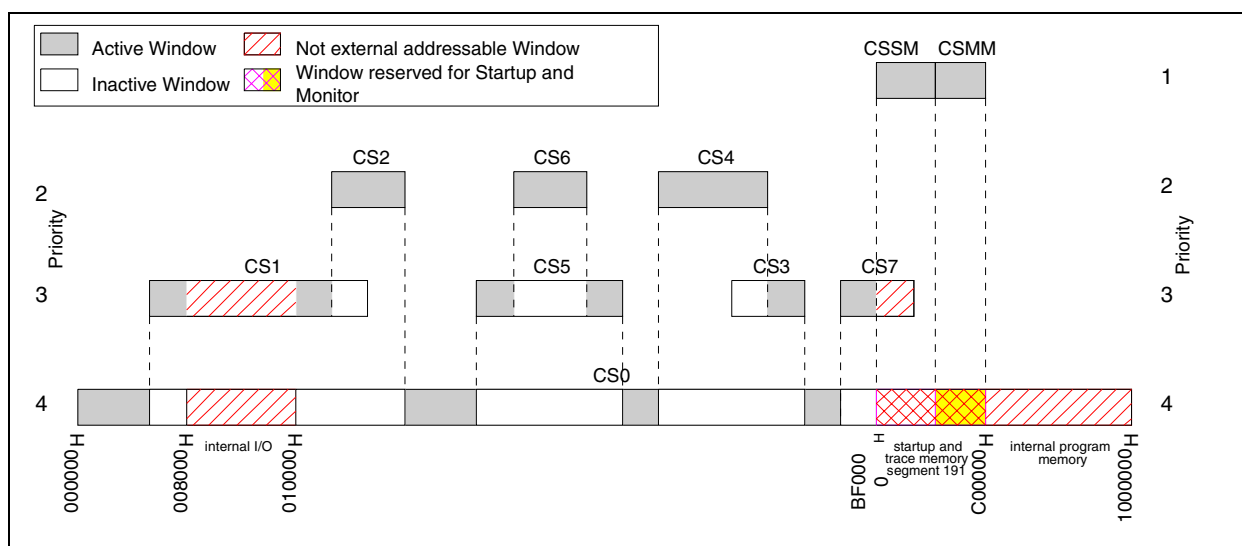 Active Window
Not external addressable Window
Inactive Window
Window reserved for Startup and
Monitor
CSSM
CSMM
1
CS2
CS6
CS4
2
2
Priority
Priority
CS1
CS5
CS3
CS7
3
3
CS0
4
4
000000H
008000H
internal I/O
010000H
BF000
0
H
startup and
trace memory
segment 191
C00000H
internal program
memory
1000000H